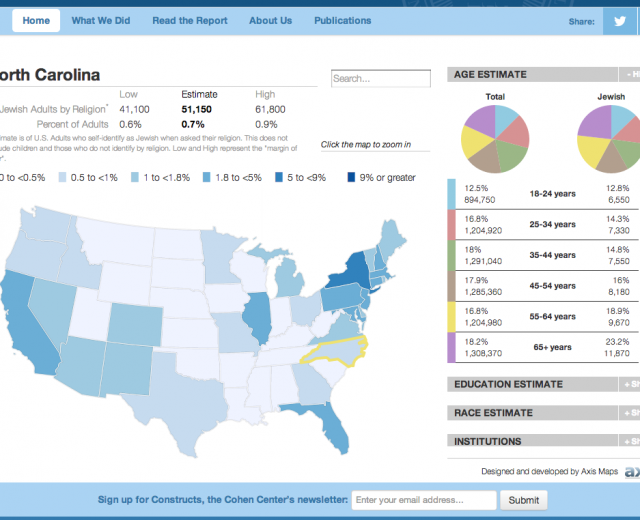 Home What We Did Read the Report About Us Publications Share:
orth Carolina
Search...
Low Estimate High
Jewish Adults by Religion* 41,100 51,150 61,800
Percent of Adults 0.6% 0.7% 0.9%
timate is of U.S. Adults who self-identify as Jewish when asked their religion. This does
ude children and those who do not identify by religion. Low and High represent the "margin of
".
Click the map to zoom in
0 to <0.5% 0.5 to <1% 1 to <1.8% 1.8 to <5% 5 to <9% 9% or greater
AGE ESTIMATE - H
Total Jewish
12.5% 18-24 years 12.8%
894,750 6,550
16.8% 25-34 years 14.3%
1,204,920 7,330
18% 35-44 years 14.8%
1,291,040 7,550
17.9% 45-54 years 16%
1,285,360 8,180
16.8% 55-64 years 18.9%
1,204,980 9,670
18.2% 65+ years 23.2%
1,308,370 11,870
EDUCATION ESTIMATE + Sh
RACE ESTIMATE + Sh
INSTITUTIONS + Sh
Designed and developed by Axis Maps ax
Sign up for Constructs, the Cohen Center's newsletter: Enter your email address... Submit